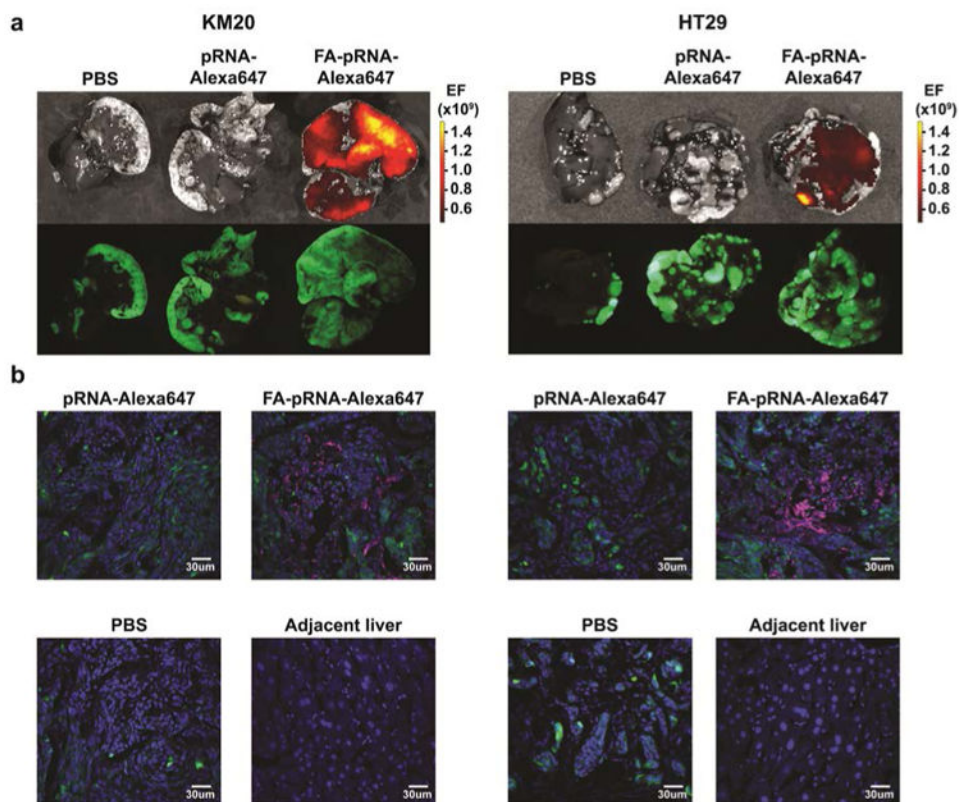 a
KM20
HT29
PBS
pRNA-
Alexa647
FA-pRNA-
Alexa647
EF
(x10⁹)
1.4
1.2
1.0
0.8
0.6
PBS
pRNA-
Alexa647
FA-pRNA-
Alexa647
EF
(x10⁹)
1.4
1.2
1.0
0.8
0.6
b
pRNA-Alexa647
FA-pRNA-Alexa647
pRNA-Alexa647
FA-pRNA-Alexa647
30um
30um
30um
30um
PBS
Adjacent liver
PBS
Adjacent liver
30um
30um
30um
30um